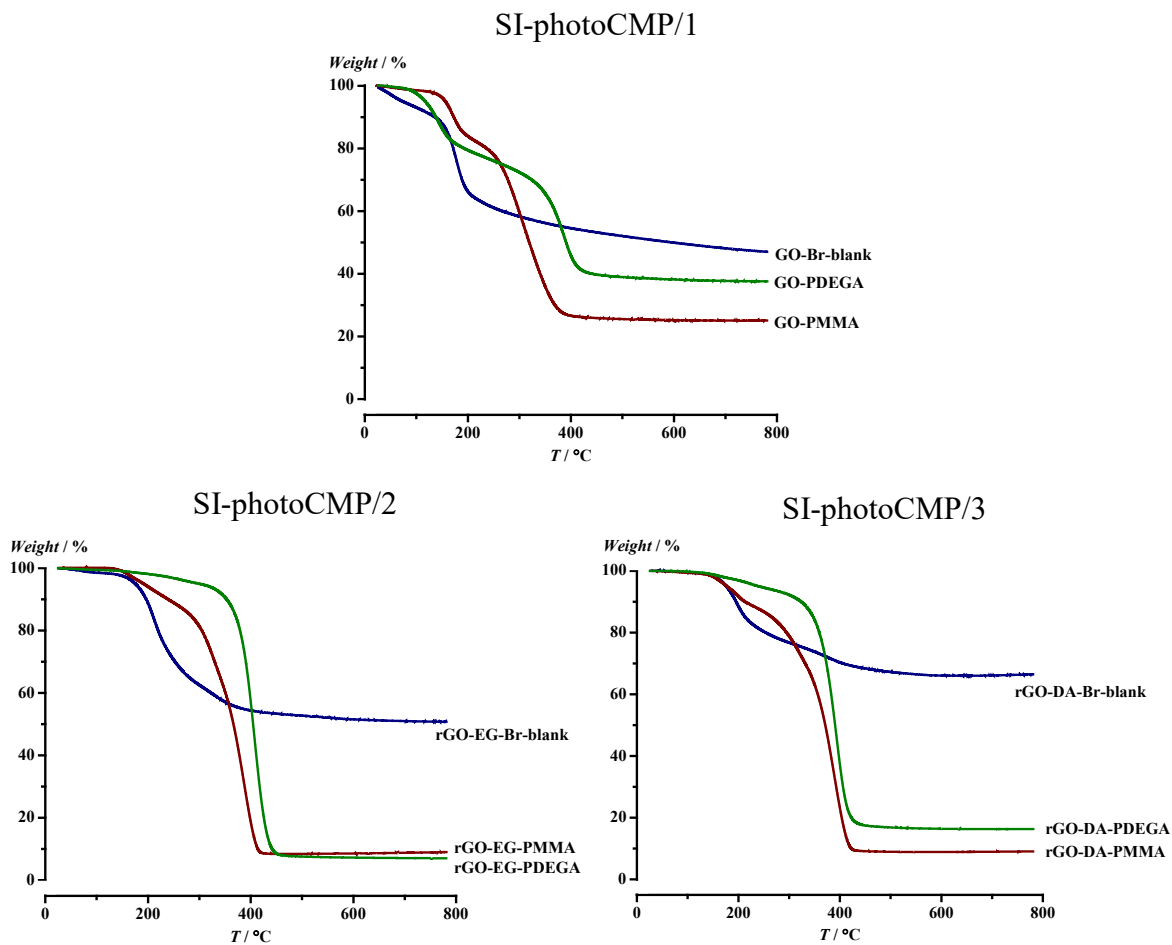 SI-photoCMP/1
Weight / %
100
80
60
40
20
0
GO-Br-blank
GO-PDEGA
GO-PMMA
0 200 400 600 800
T / °C
SI-photoCMP/2
Weight / %
100
80
60
40
20
0
rGO-EG-Br-blank
rGO-EG-PMMA
rGO-EG-PDEGA
0 200 400 600 800
T / °C
SI-photoCMP/3
Weight / %
100
80
60
40
20
0
rGO-DA-Br-blank
rGO-DA-PDEGA
rGO-DA-PMMA
0 200 400 600 800
T / °C